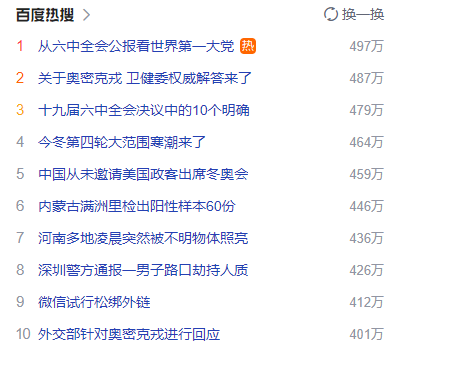 百度热搜 >
换一换
1 从六中全会公报看世界第一大党 热 497万
2 关于奥密克戎 卫健委权威解答来了 487万
3 十九届六中全会决议中的10个明确 479万
4 今冬第四轮大范围寒潮来了 464万
5 中国从未邀请美国政客出席冬奥会 459万
6 内蒙古满洲里检出阳性样本60份 446万
7 河南多地凌晨突然被不明物体照亮 436万
8 深圳警方通报一男子路口劫持人质 426万
9 微信试行松绑外链 412万
10 外交部针对奥密克戎进行回应 401万